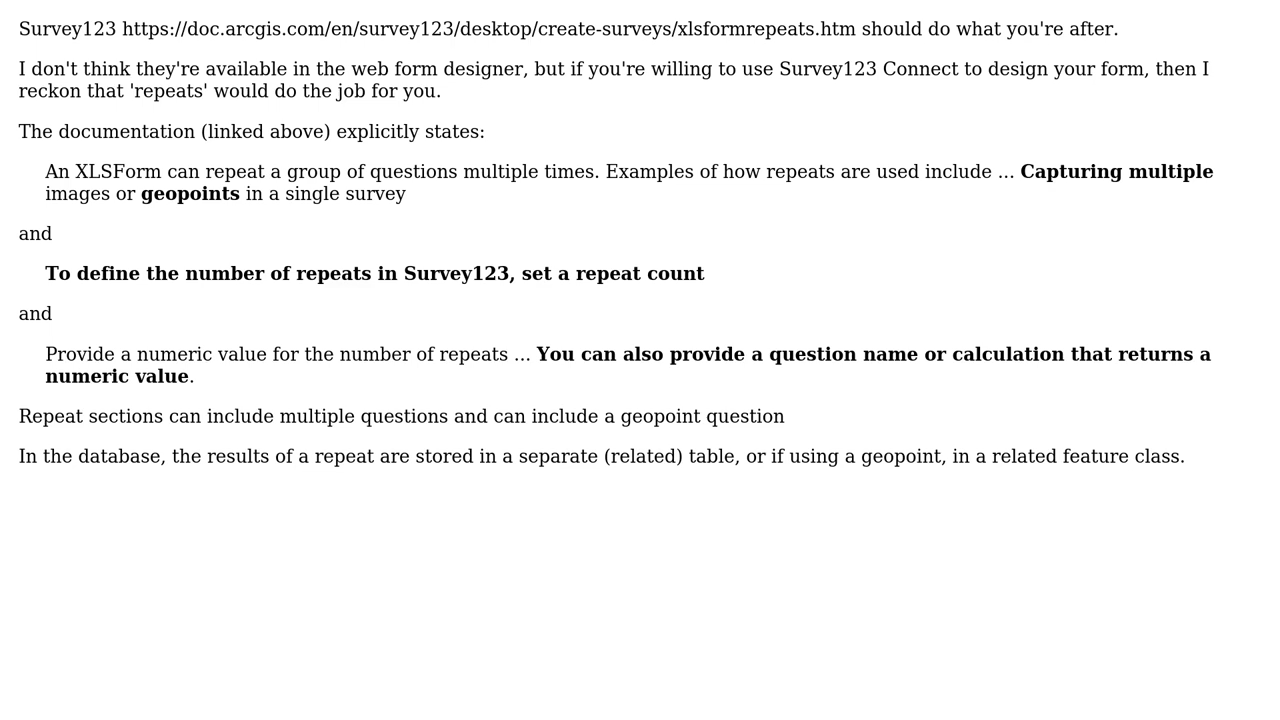 Survey123 https://doc.arcgis.com/en/survey123/desktop/create-surveys/xlsformrepeats.htm should do what you're after.
I don't think they're available in the web form designer, but if you're willing to use Survey123 Connect to design your form, then I
reckon that 'repeats' would do the job for you.
The documentation (linked above) explicitly states:
An XLSForm can repeat a group of questions multiple times. Examples of how repeats are used include ... Capturing multiple
images or geopoints in a single survey
and
To define the number of repeats in Survey123, set a repeat count
and
Provide a numeric value for the number of repeats ... You can also provide a question name or calculation that returns a
numeric value.
Repeat sections can include multiple questions and can include a geopoint question
In the database, the results of a repeat are stored in a separate (related) table, or if using a geopoint, in a related feature class.